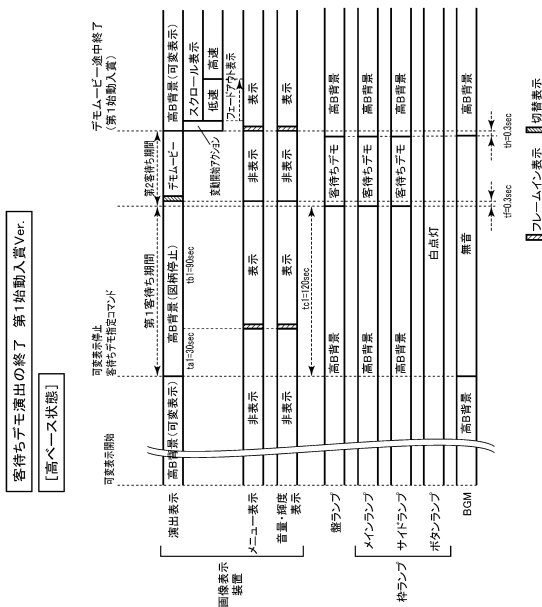 客待ちデモ演出の終了 第1始動入賞Ver.
[高ベース状態]
可変表示開始
可変表示停止
客待ちデモ指定コマンド
デモムービー途中終了
(第1始動入賞)
第1客待ち期間
第2客待ち期間
画像表示
装置
演出表示
高B背景(可変表示)
高B背景(図柄停止)
デモムービー
高B背景(可変表示)
スクロール表示
低速
高速
変動開始アクション
フェードアウト表示
ta1=30sec
tb1=90sec
メニュー表示
非表示
表示
非表示
表示
音量・輝度
表示
非表示
表示
非表示
表示
tc1=120sec
盤ランプ
高B背景
客待ちデモ
高B背景
枠ランプ
メインランプ
高B背景
客待ちデモ
高B背景
サイドランプ
高B背景
客待ちデモ
高B背景
ボタンランプ
白点灯
BGM
高B背景
無音
高B背景
tf=0.3sec
th=0.3sec
フレームイン表示
切替表示